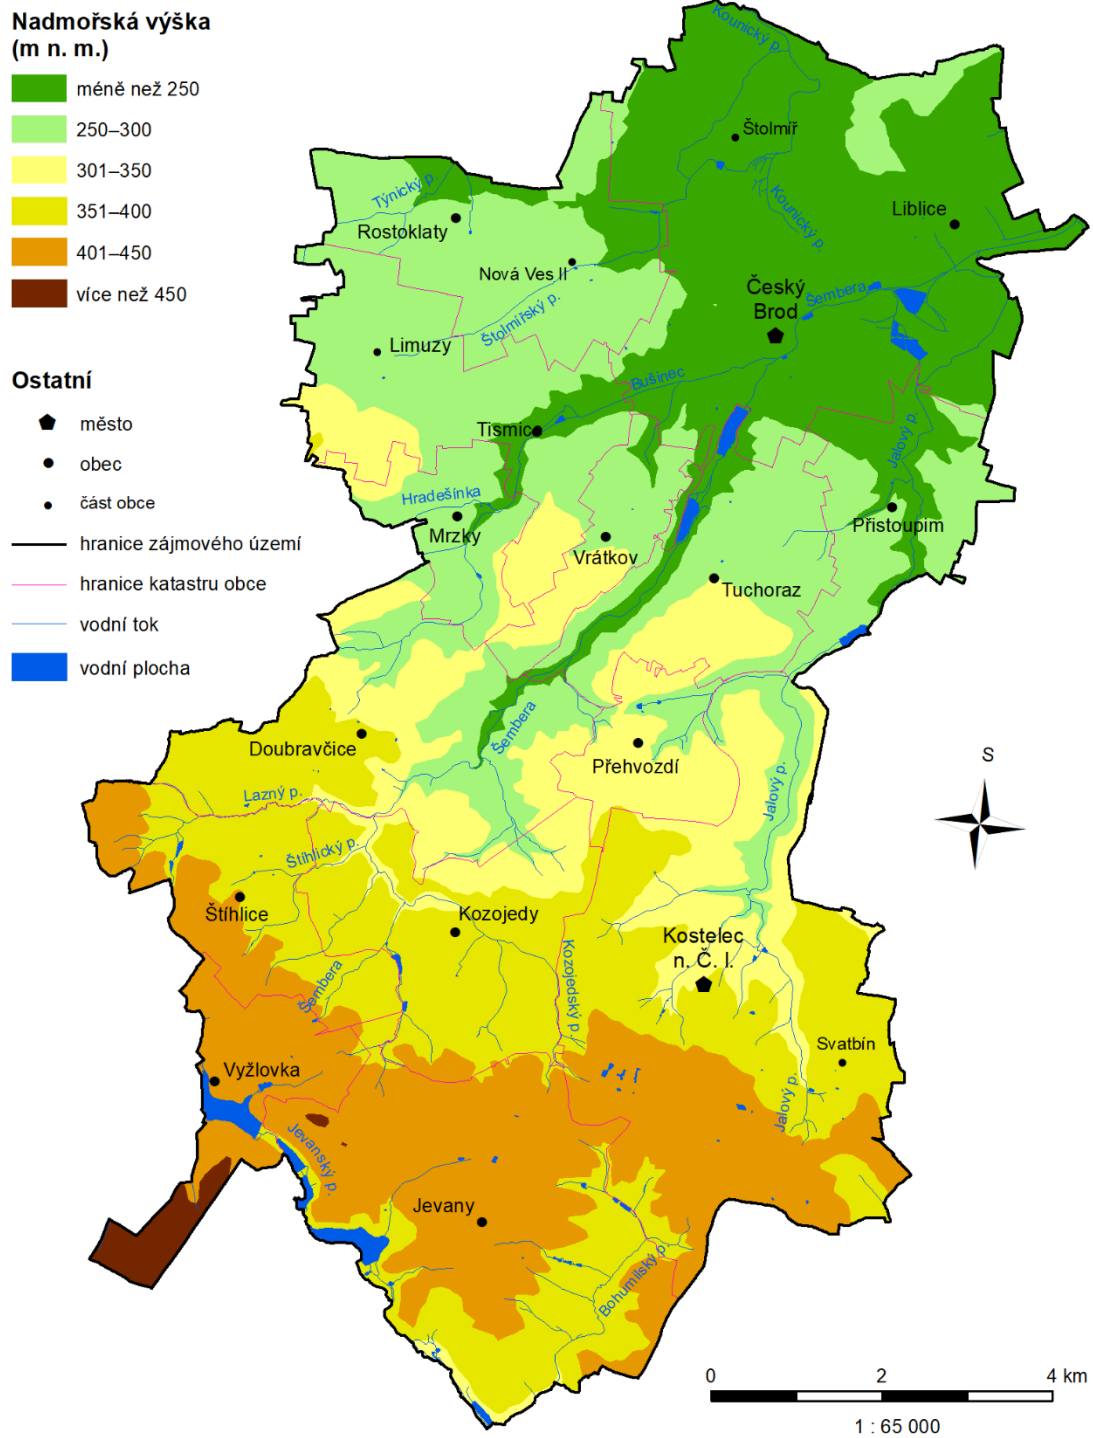 Nadmořská výška
(m n. m.)
méně než 250
250–300
301–350
351–400
401–450
více než 450
Ostatní
město
obec
část obce
hranice zájmového území
hranice katastru obce
vodní tok
vodní plocha
Kounický p.
Štolmíř
Týnický p.
Rostoklaty
Kounický p.
Liblice
Nová Ves II
Český
Brod
Šembera
Štolmířský p.
Limuzy
Bušinec
Tismice
Jalový p.
Hradešínka
Mrzky
Vrátkov
Přistoupim
Tuchoraz
Šembera
Doubravčice
Přehvozdí
Lazný p.
Jalový p.
S
Štíhlický p.
Štíhlice
Kozojedy
Kostelec
n. Č. l.
Šembera
Kozojedský p.
Svatbín
Vyžlovka
Jalový p.
Jevanský p.
Jevany
Bohumilský p.
0 2 4 km
1 : 65 000